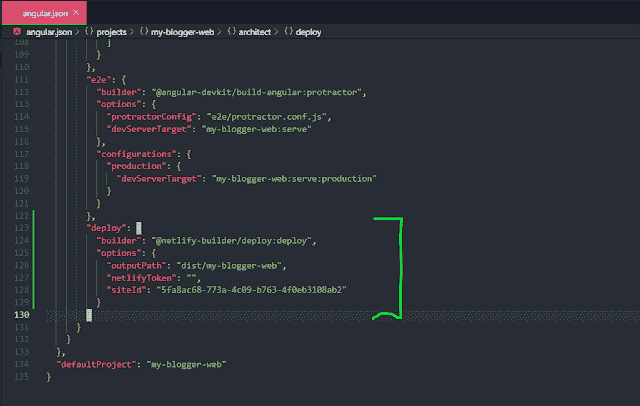 angular.json ×
angular.json > {} projects > {} my-blogger-web > {} architect > {} deploy
108 ]
109 }
110 },
111 "e2e": {
112 "builder": "@angular-devkit/build-angular:protractor",
113 "options": {
114 "protractorConfig": "e2e/protractor.conf.js",
115 "devServerTarget": "my-blogger-web:serve"
116 },
117 "configurations": {
118 "production": {
119 "devServerTarget": "my-blogger-web:serve:production"
120 }
121 }
122 },
123 "deploy": {
124 "builder": "@netlify-builder/deploy:deploy",
125 "options": {
126 "outputPath": "dist/my-blogger-web",
127 "netlifyToken": "",
128 "siteId": "5fa8ac68-773a-4c09-b763-4f0eb3108ab2"
129 }
130 }
131 }
132 }
133 },
134 "defaultProject": "my-blogger-web"
135 }